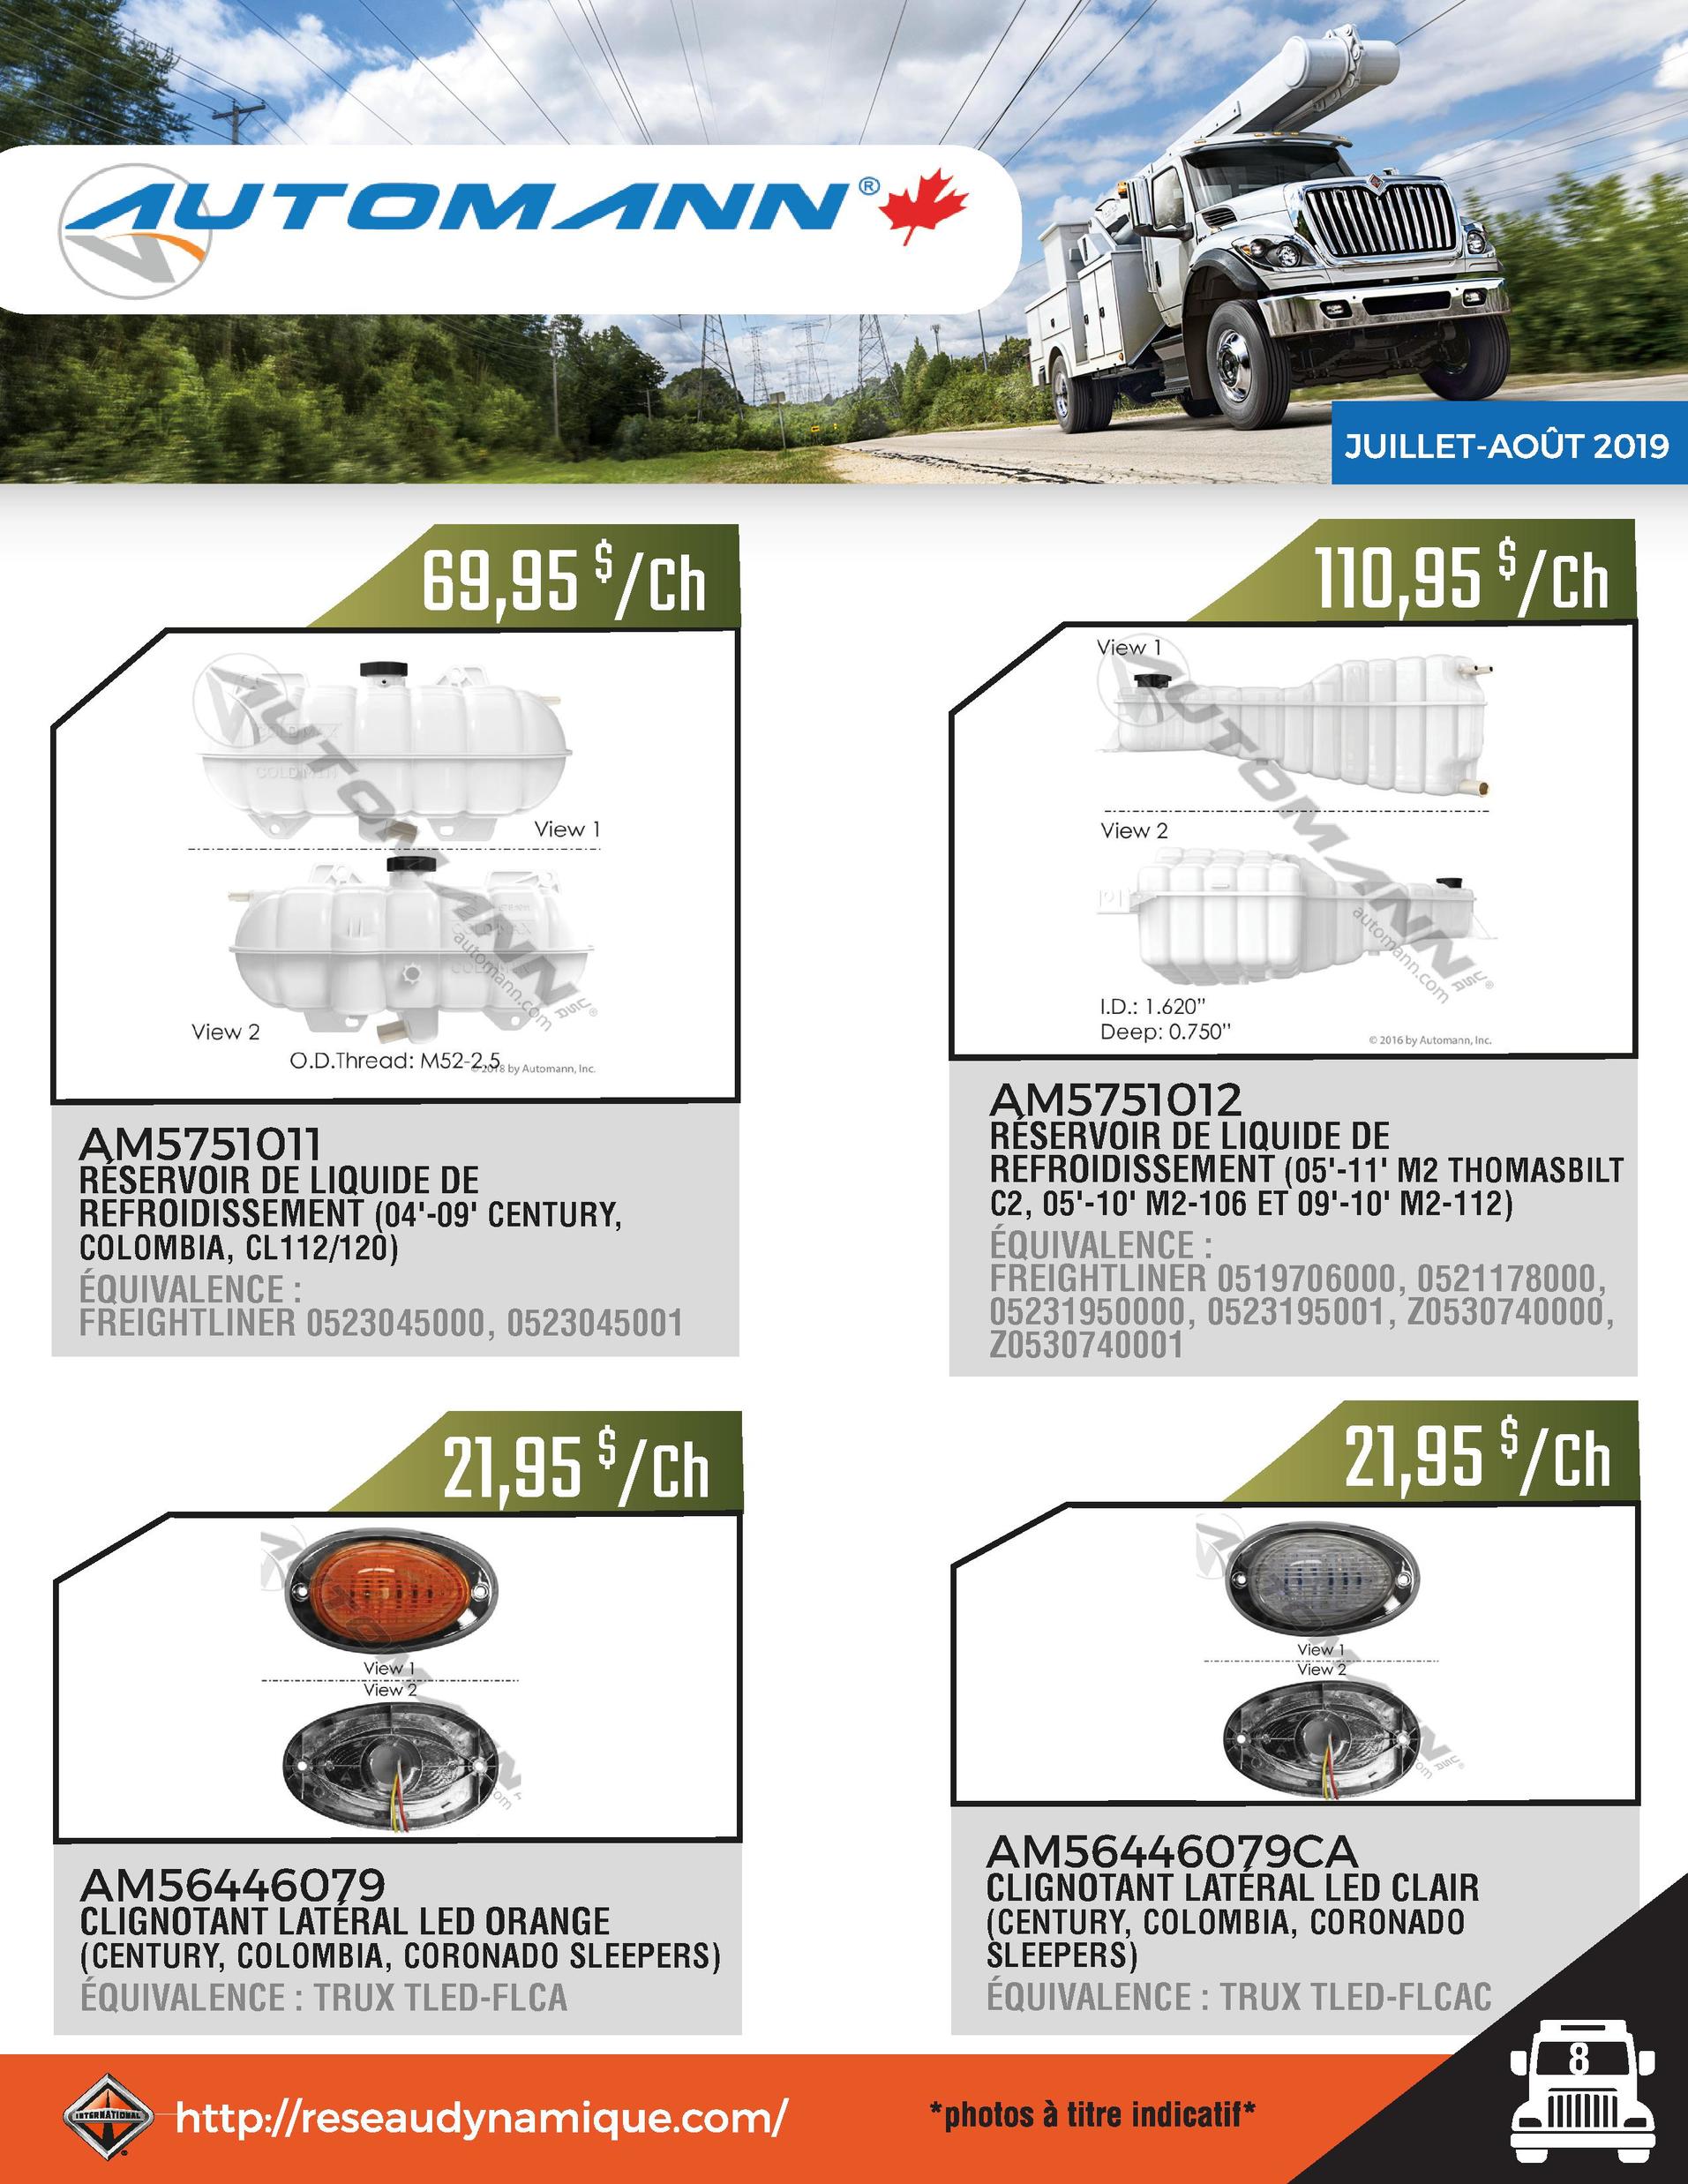 AUTOMANN®
JUILLET-AOÛT 2019
69,95 $/Ch
View 1
View 2
O.D.Thread: M52-2.5
by Automann, Inc.
automann.com
AM5751011
RÉSERVOIR DE LIQUIDE DE
REFROIDISSEMENT (04'-09' CENTURY,
COLOMBIA, CL112/120)
ÉQUIVALENCE :
FREIGHTLINER 0523045000, 0523045001
110,95 $/Ch
View 1
View 2
I.D.: 1.620"
Deep: 0.750"
© 2016 by Automann, Inc.
AUTOMANN
automann.com
AM5751012
RÉSERVOIR DE LIQUIDE DE
REFROIDISSEMENT (05'-11' M2 THOMASBILT
C2, 05'-10' M2-106 ET 09'-10' M2-112)
ÉQUIVALENCE :
FREIGHTLINER 0519706000, 0521178000,
05231950000, 0523195001, Z0530740000,
Z0530740001
21,95 $/Ch
View 1
View 2
AM56446079
CLIGNOTANT LATÉRAL LED ORANGE
(CENTURY, COLOMBIA, CORONADO SLEEPERS)
ÉQUIVALENCE : TRUX TLED-FLCA
21,95 $/Ch
View 1
View 2
AM56446079CA
CLIGNOTANT LATÉRAL LED CLAIR
(CENTURY, COLOMBIA, CORONADO
SLEEPERS)
ÉQUIVALENCE : TRUX TLED-FLCAC
INTERNATIONAL
http://reseaudynamique.com/
*photos à titre indicatif*
8